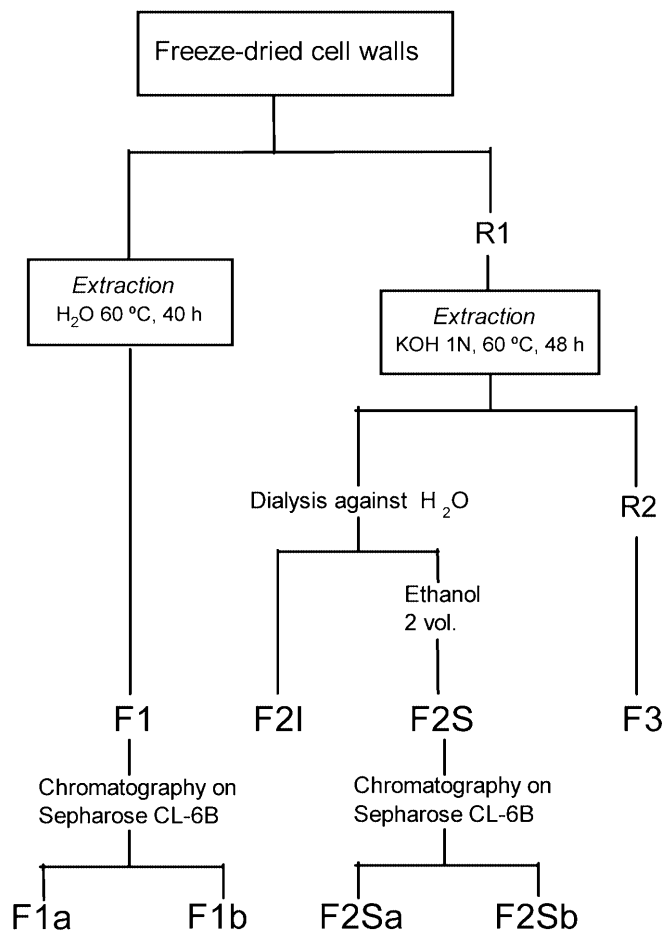 Freeze-dried cell walls
R1
Extraction
H₂O 60 ºC, 40 h
Extraction
KOH 1N, 60 ºC, 48 h
Dialysis against H₂O
R2
Ethanol
2 vol.
F1
F2I
F2S
F3
Chromatography on
Sepharose CL-6B
Chromatography on
Sepharose CL-6B
F1a
F1b
F2Sa
F2Sb